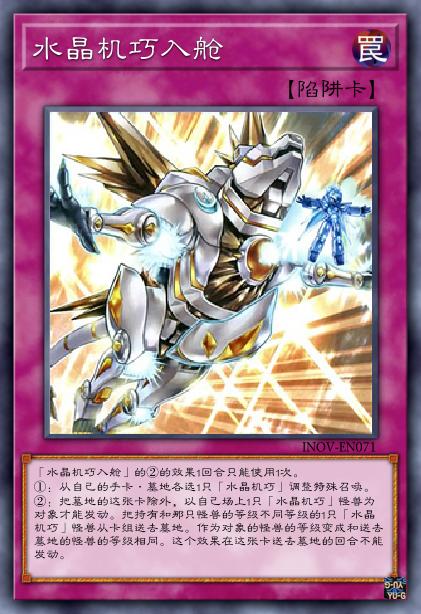 水晶机巧入舱
罠
【陷阱卡】
INOV-EN071
「水晶机巧入舱」的②的效果1回合只能使用1次。
①：从自己的手卡·墓地各选1只「水晶机巧」调整特殊召唤。
②：把墓地的这张卡除外，以自己场上1只「水晶机巧」怪兽为
对象才能发动。把持有和那只怪兽的等级不同等级的1只「水晶
机巧」怪兽从卡组送去墓地。作为对象的怪兽的等级变成和送去
墓地的怪兽的等级相同。这个效果在这张卡送去墓地的回合不能
发动。
YU-G